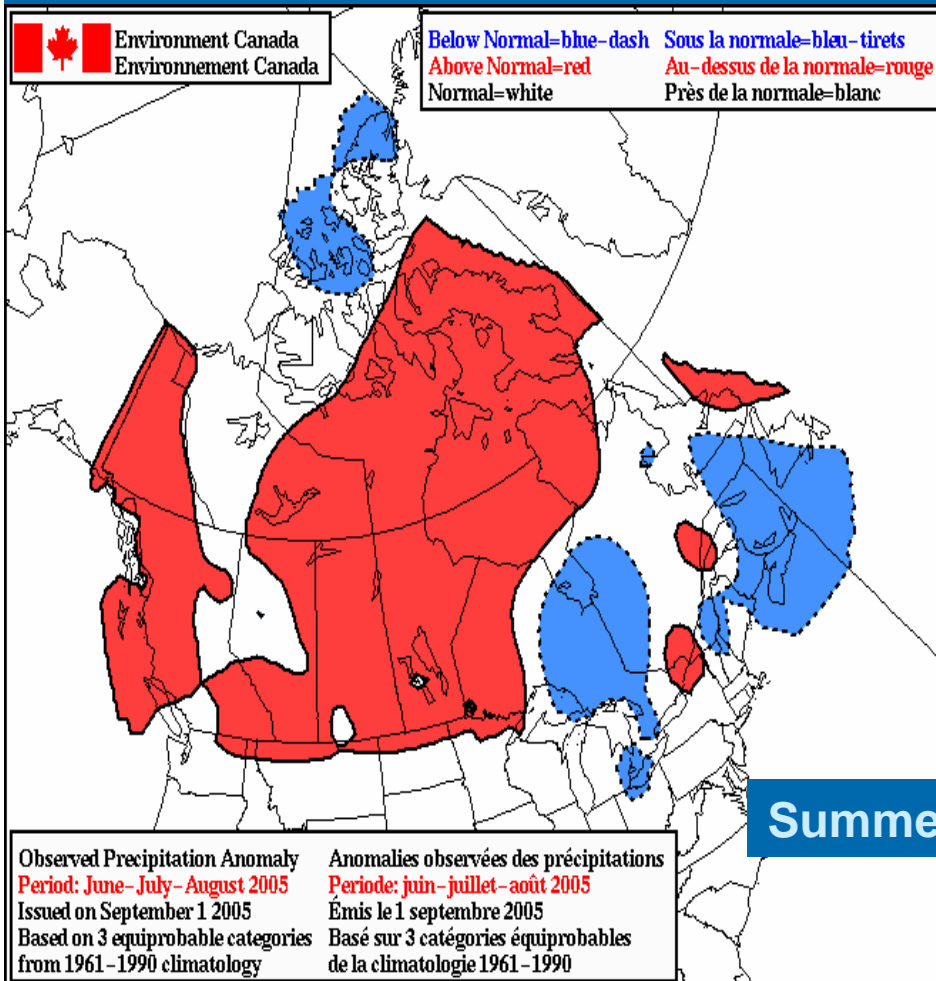 Environment Canada
Environnement Canada
Below Normal=blue-dash Sous la normale=bleu-tirets
Above Normal=red Au-dessus de la normale=rouge
Normal=white Près de la normale=blanc
Summe
Observed Precipitation Anomaly Anomalies observées des précipitations
Period: June-July-August 2005 Periode: juin-juillet-août 2005
Issued on September 1 2005 Émis le 1 septembre 2005
Based on 3 equiprobable categories Basé sur 3 catégories équiprobables
from 1961-1990 climatology de la climatologie 1961-1990